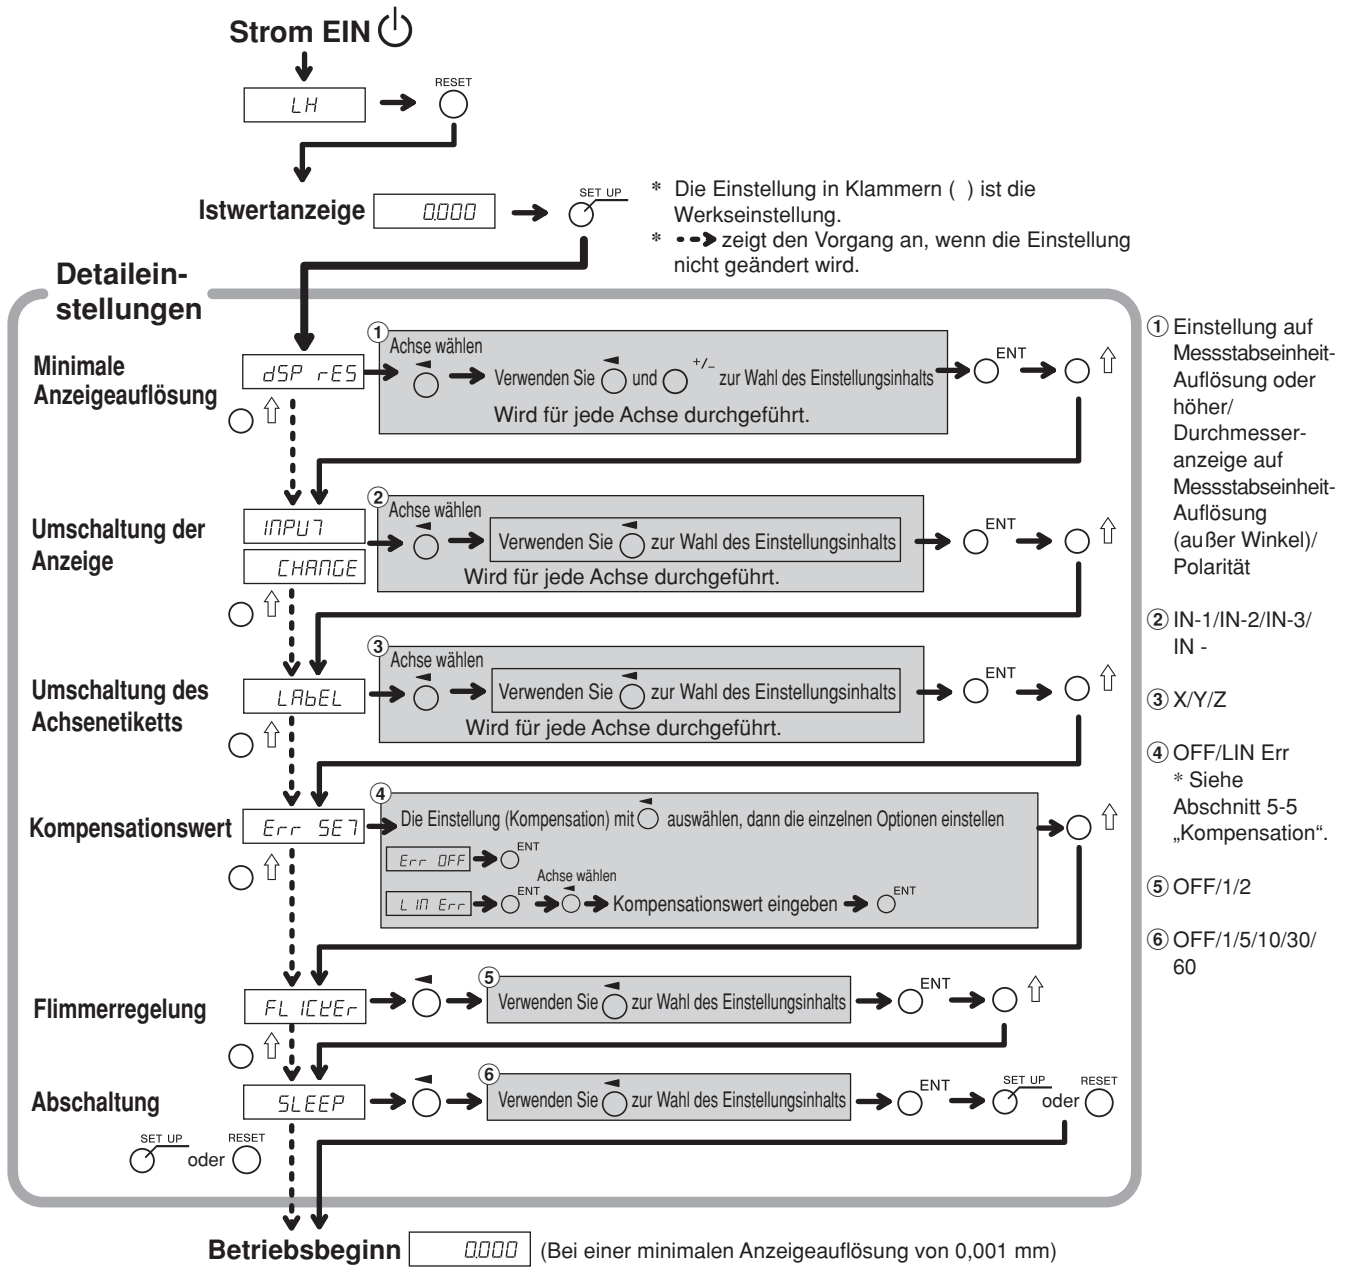 Strom EIN
LH
RESET
Istwertanzeige
0.000
SET UP
* Die Einstellung in Klammern ( ) ist die
Werkseinstellung.
* zeigt den Vorgang an, wenn die Einstellung
nicht geändert wird.
Detailein-
stellungen
Minimale
Anzeigeauflösung
dSP rES
①
Achse wählen
Verwenden Sie und +/- zur Wahl des Einstellungsinhalts
Wird für jede Achse durchgeführt.
ENT
Umschaltung der
Anzeige
INPUT
CHANGE
②
Achse wählen
Verwenden Sie zur Wahl des Einstellungsinhalts
Wird für jede Achse durchgeführt.
ENT
Umschaltung des
Achsenetiketts
LAbEL
③
Achse wählen
Verwenden Sie zur Wahl des Einstellungsinhalts
Wird für jede Achse durchgeführt.
ENT
Kompensationswert
Err SET
④
Die Einstellung (Kompensation) mit auswählen, dann die einzelnen Optionen einstellen
Err OFF
ENT
Achse wählen
LIN Err
ENT
Kompensationswert eingeben
ENT
Flimmerregelung
FLICKEr
⑤
Verwenden Sie zur Wahl des Einstellungsinhalts
ENT
Abschaltung
SLEEP
⑥
Verwenden Sie zur Wahl des Einstellungsinhalts
ENT
SET UP oder RESET
SET UP oder RESET
Betriebsbeginn
0.000
(Bei einer minimalen Anzeigeauflösung von 0,001 mm)
① Einstellung auf
Messstabseinheit-
Auflösung oder
höher/
Durchmesser-
anzeige auf
Messstabseinheit-
Auflösung
(außer Winkel)/
Polarität
② IN-1/IN-2/IN-3/
IN -
③ X/Y/Z
④ OFF/LIN Err
* Siehe
Abschnitt 5-5
„Kompensation“.
⑤ OFF/1/2
⑥ OFF/1/5/10/30/
60